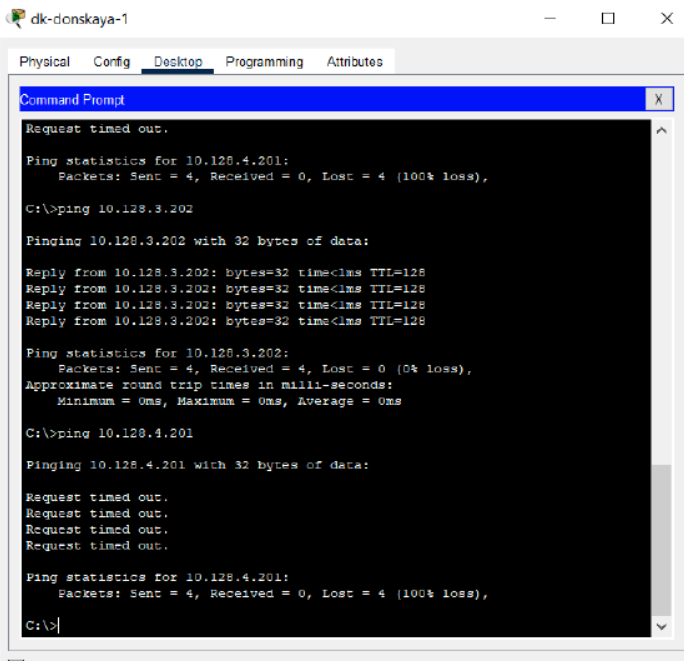 dk-donskaya-1
Physical Config Desktop Programming Attributes
Command Prompt
X
Request timed out.
Ping statistics for 10.128.4.201:
Packets: Sent = 4, Received = 0, Lost = 4 (100% loss),
C:\>ping 10.128.3.202
Pinging 10.128.3.202 with 32 bytes of data:
Reply from 10.128.3.202: bytes=32 time<1ms TTL=128
Reply from 10.128.3.202: bytes=32 time<1ms TTL=128
Reply from 10.128.3.202: bytes=32 time<1ms TTL=128
Reply from 10.128.3.202: bytes=32 time<1ms TTL=128
Ping statistics for 10.128.3.202:
Packets: Sent = 4, Received = 4, Lost = 0 (0% loss),
Approximate round trip times in milli-seconds:
Minimum = 0ms, Maximum = 0ms, Average = 0ms
C:\>ping 10.128.4.201
Pinging 10.128.4.201 with 32 bytes of data:
Request timed out.
Request timed out.
Request timed out.
Request timed out.
Ping statistics for 10.128.4.201:
Packets: Sent = 4, Received = 0, Lost = 4 (100% loss),
C:\>